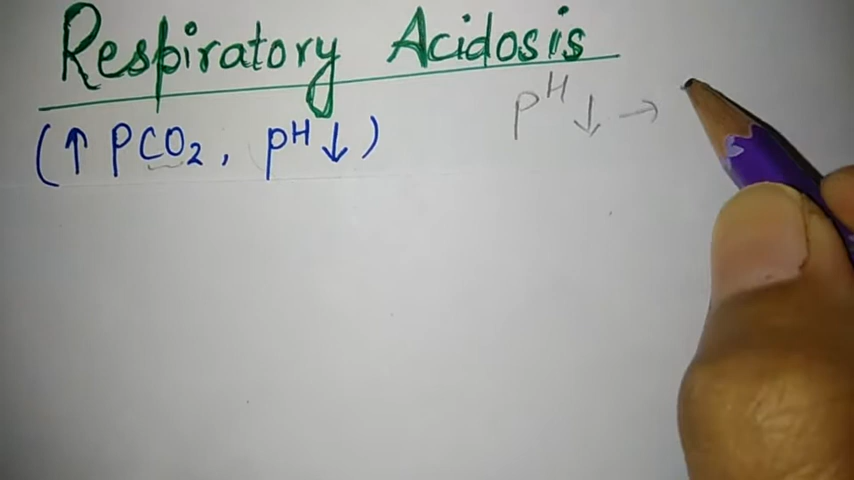 Respiratory Acidosis
pH ↓ →
(↑ PCO₂, pH ↓)